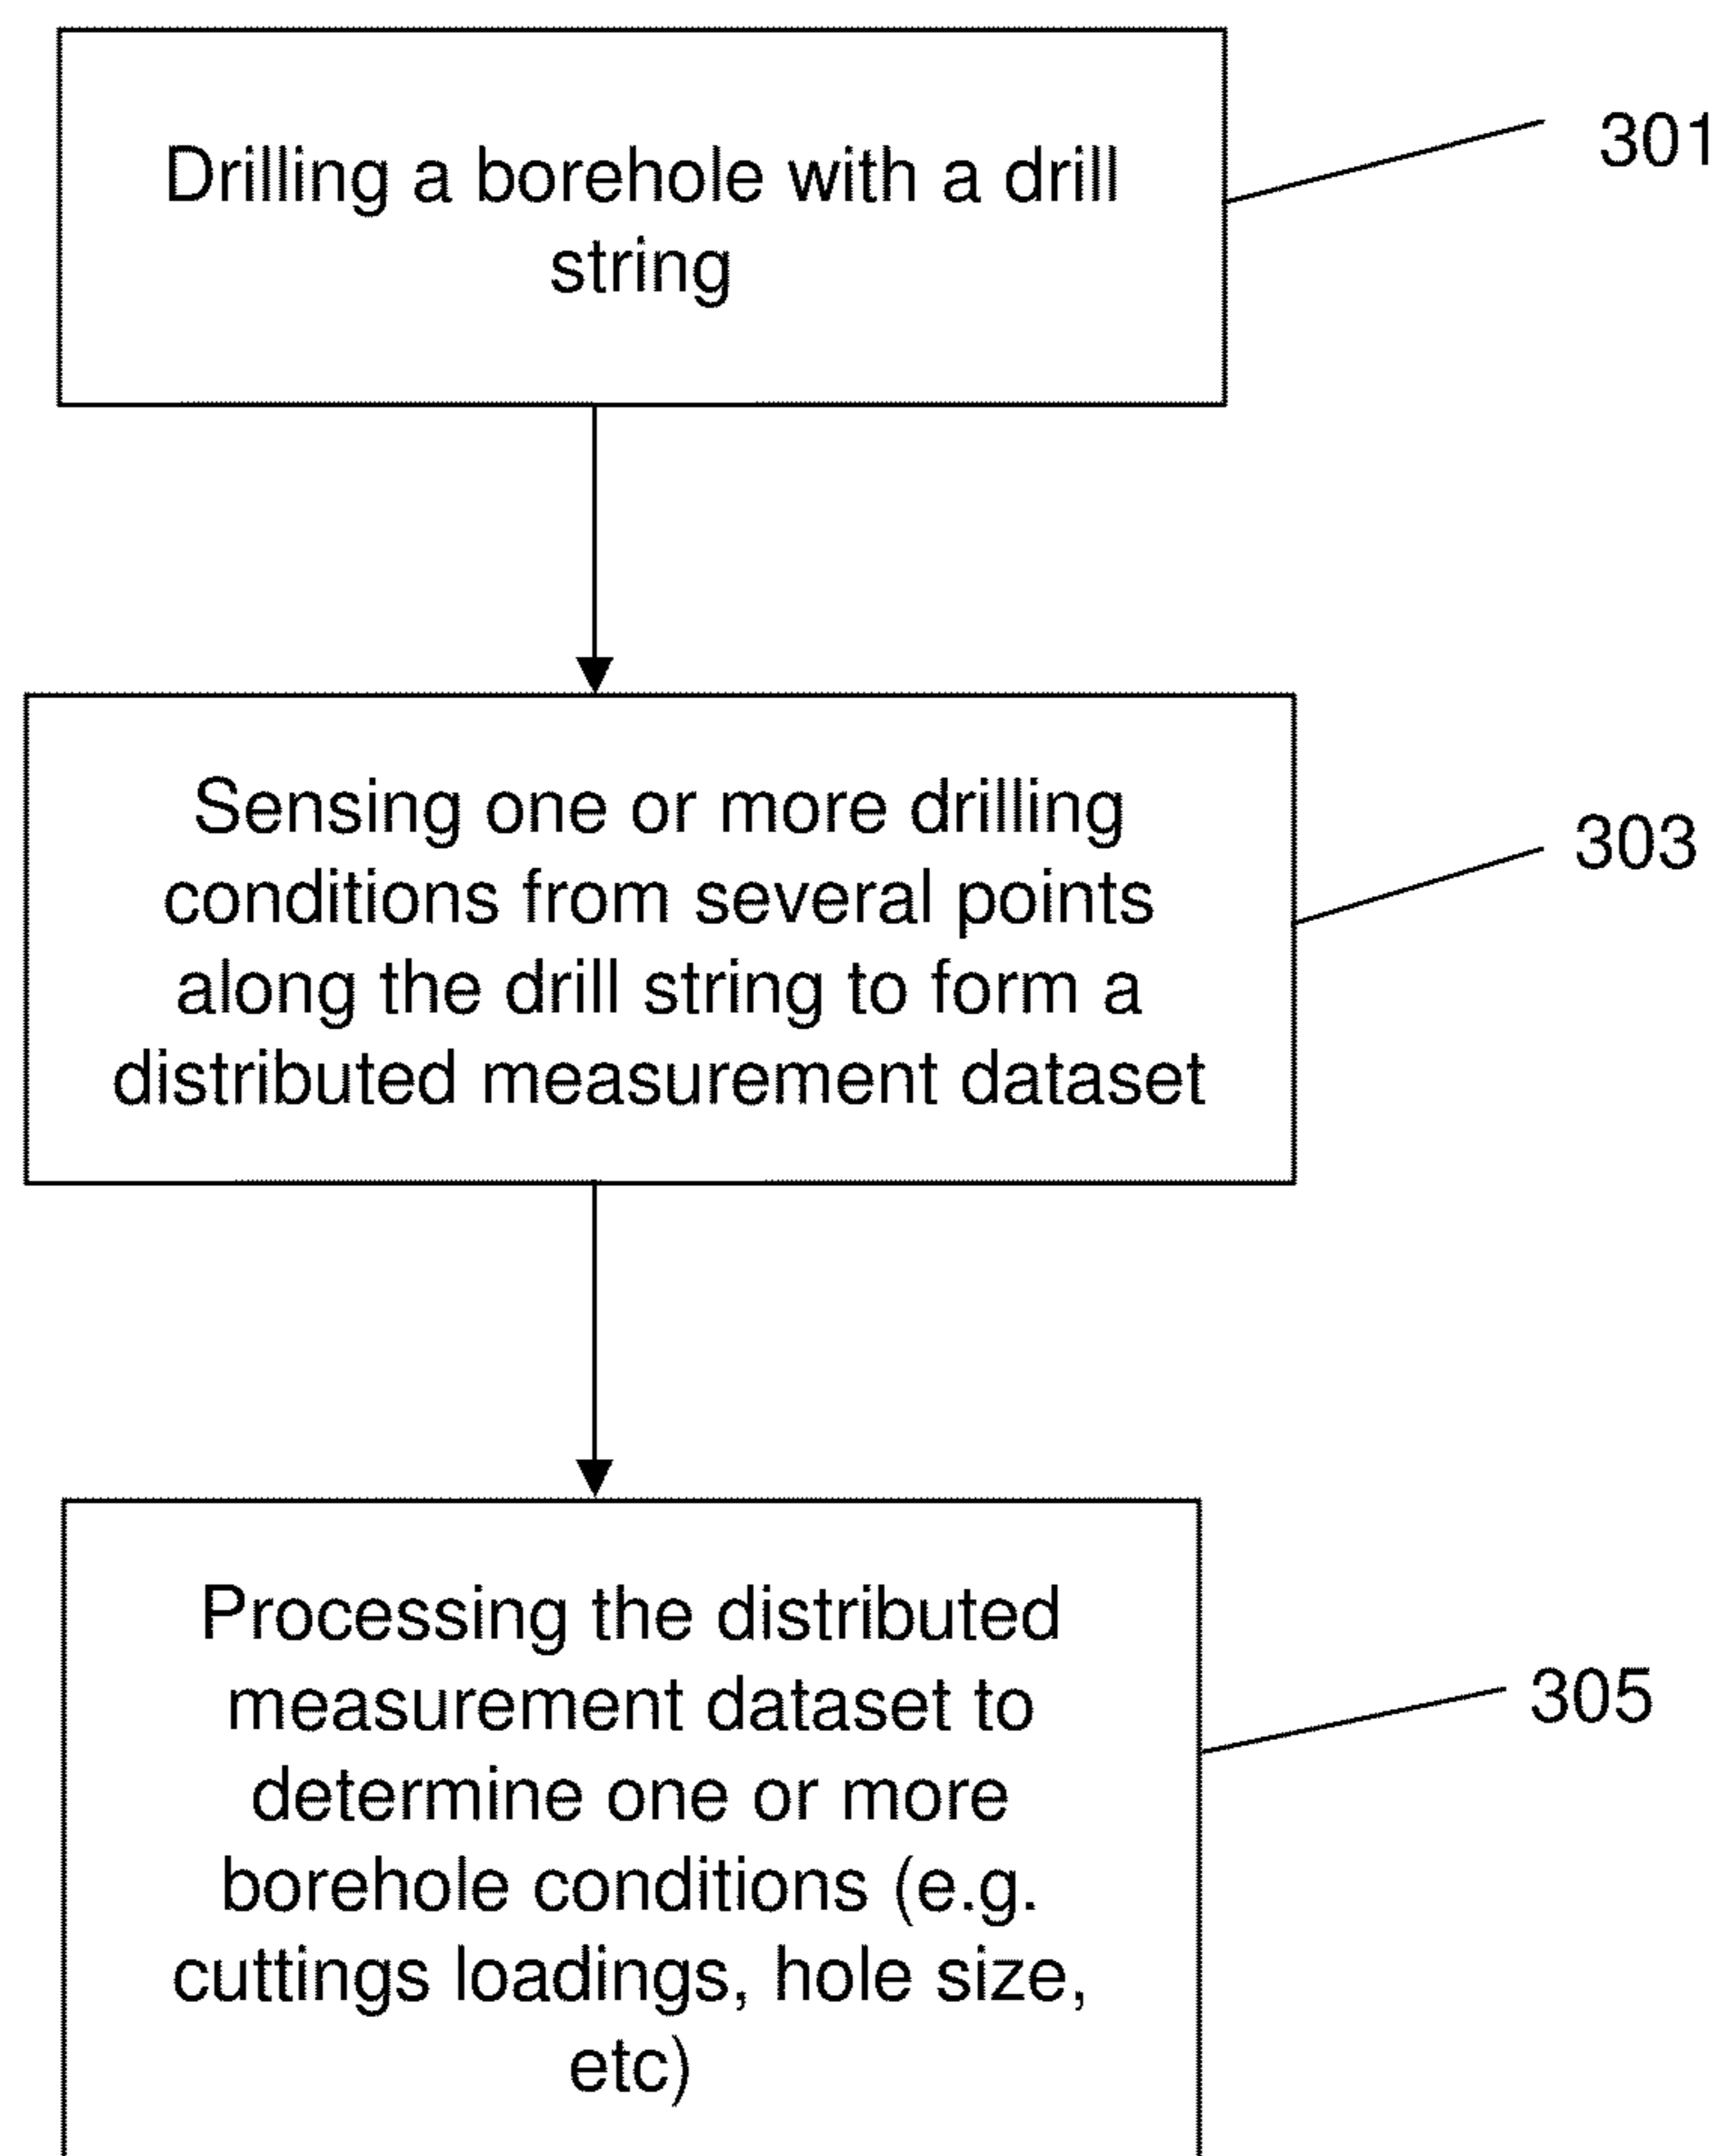 Drilling a borehole with a drill
string
301
Sensing one or more drilling
conditions from several points
along the drill string to form a
distributed measurement dataset
303
Processing the distributed
measurement dataset to
determine one or more
borehole conditions (e.g.
cuttings loadings, hole size,
etc)
305